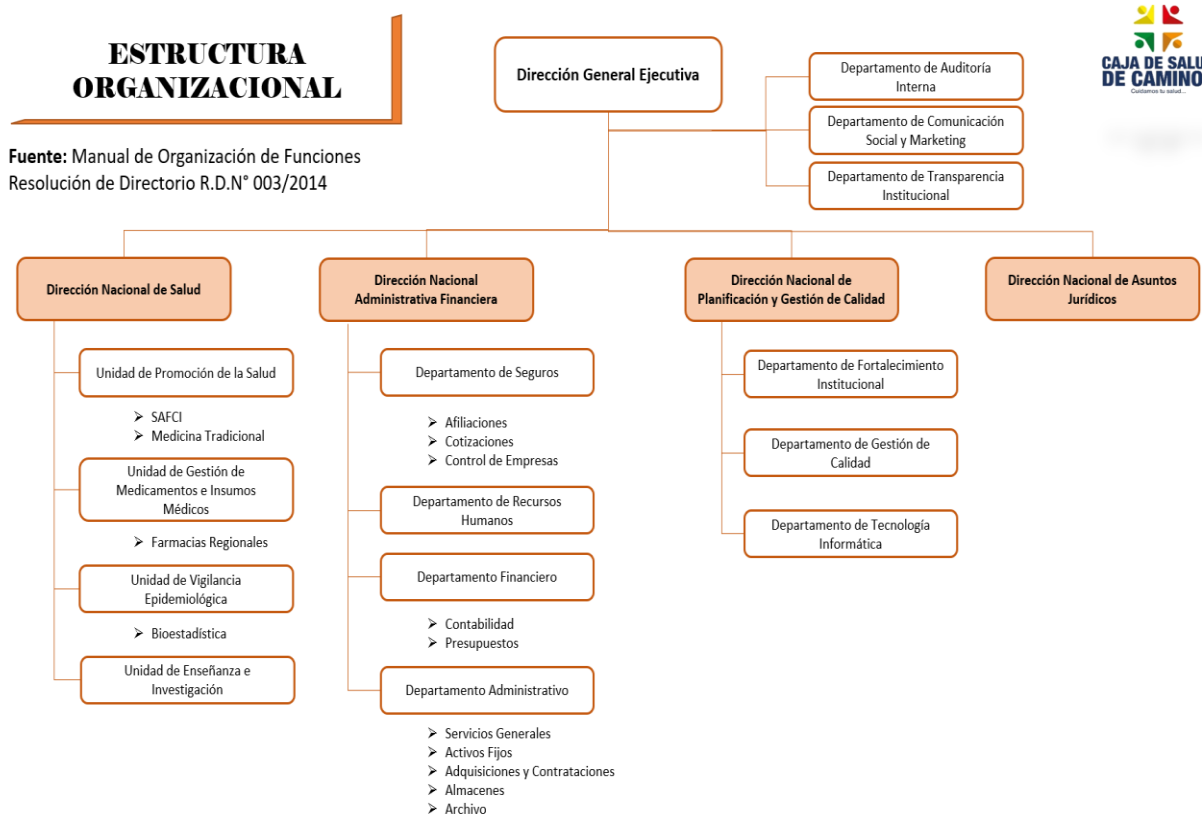 ESTRUCTURA
ORGANIZACIONAL
Fuente: Manual de Organización de Funciones
Resolución de Directorio R.D.N° 003/2014
Dirección General Ejecutiva
Departamento de Auditoría
Interna
Departamento de Comunicación
Social y Marketing
Departamento de Transparencia
Institucional
CAJA DE SALU
DE CAMINO
Cuidamos tu salud...
Dirección Nacional de Salud
Unidad de Promoción de la Salud
➤ SAFCI
➤ Medicina Tradicional
Unidad de Gestión de
Medicamentos e Insumos
Médicos
➤ Farmacias Regionales
Unidad de Vigilancia
Epidemiológica
➤ Bioestadística
Unidad de Enseñanza e
Investigación
Dirección Nacional
Administrativa Financiera
Departamento de Seguros
➤ Afiliaciones
➤ Cotizaciones
➤ Control de Empresas
Departamento de Recursos
Humanos
Departamento Financiero
➤ Contabilidad
➤ Presupuestos
Departamento Administrativo
➤ Servicios Generales
➤ Activos Fijos
➤ Adquisiciones y Contrataciones
➤ Almacenes
➤ Archivo
Dirección Nacional de
Planificación y Gestión de Calidad
Departamento de Fortalecimiento
Institucional
Departamento de Gestión de
Calidad
Departamento de Tecnología
Informática
Dirección Nacional de Asuntos
Jurídicos